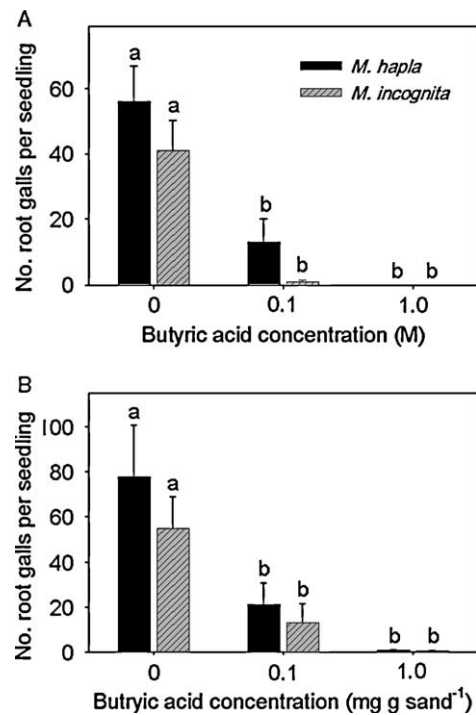 A
No. root galls per seedling
60
40
20
0
a
a
b
b
b b
M. hapla
M. incognita
0 0.1 1.0
Butyric acid concentration (M)
B
No. root galls per seedling
100
80
60
40
20
0
a
a
b b
b b
0 0.1 1.0
Butryic acid concentration (mg g sand⁻¹)